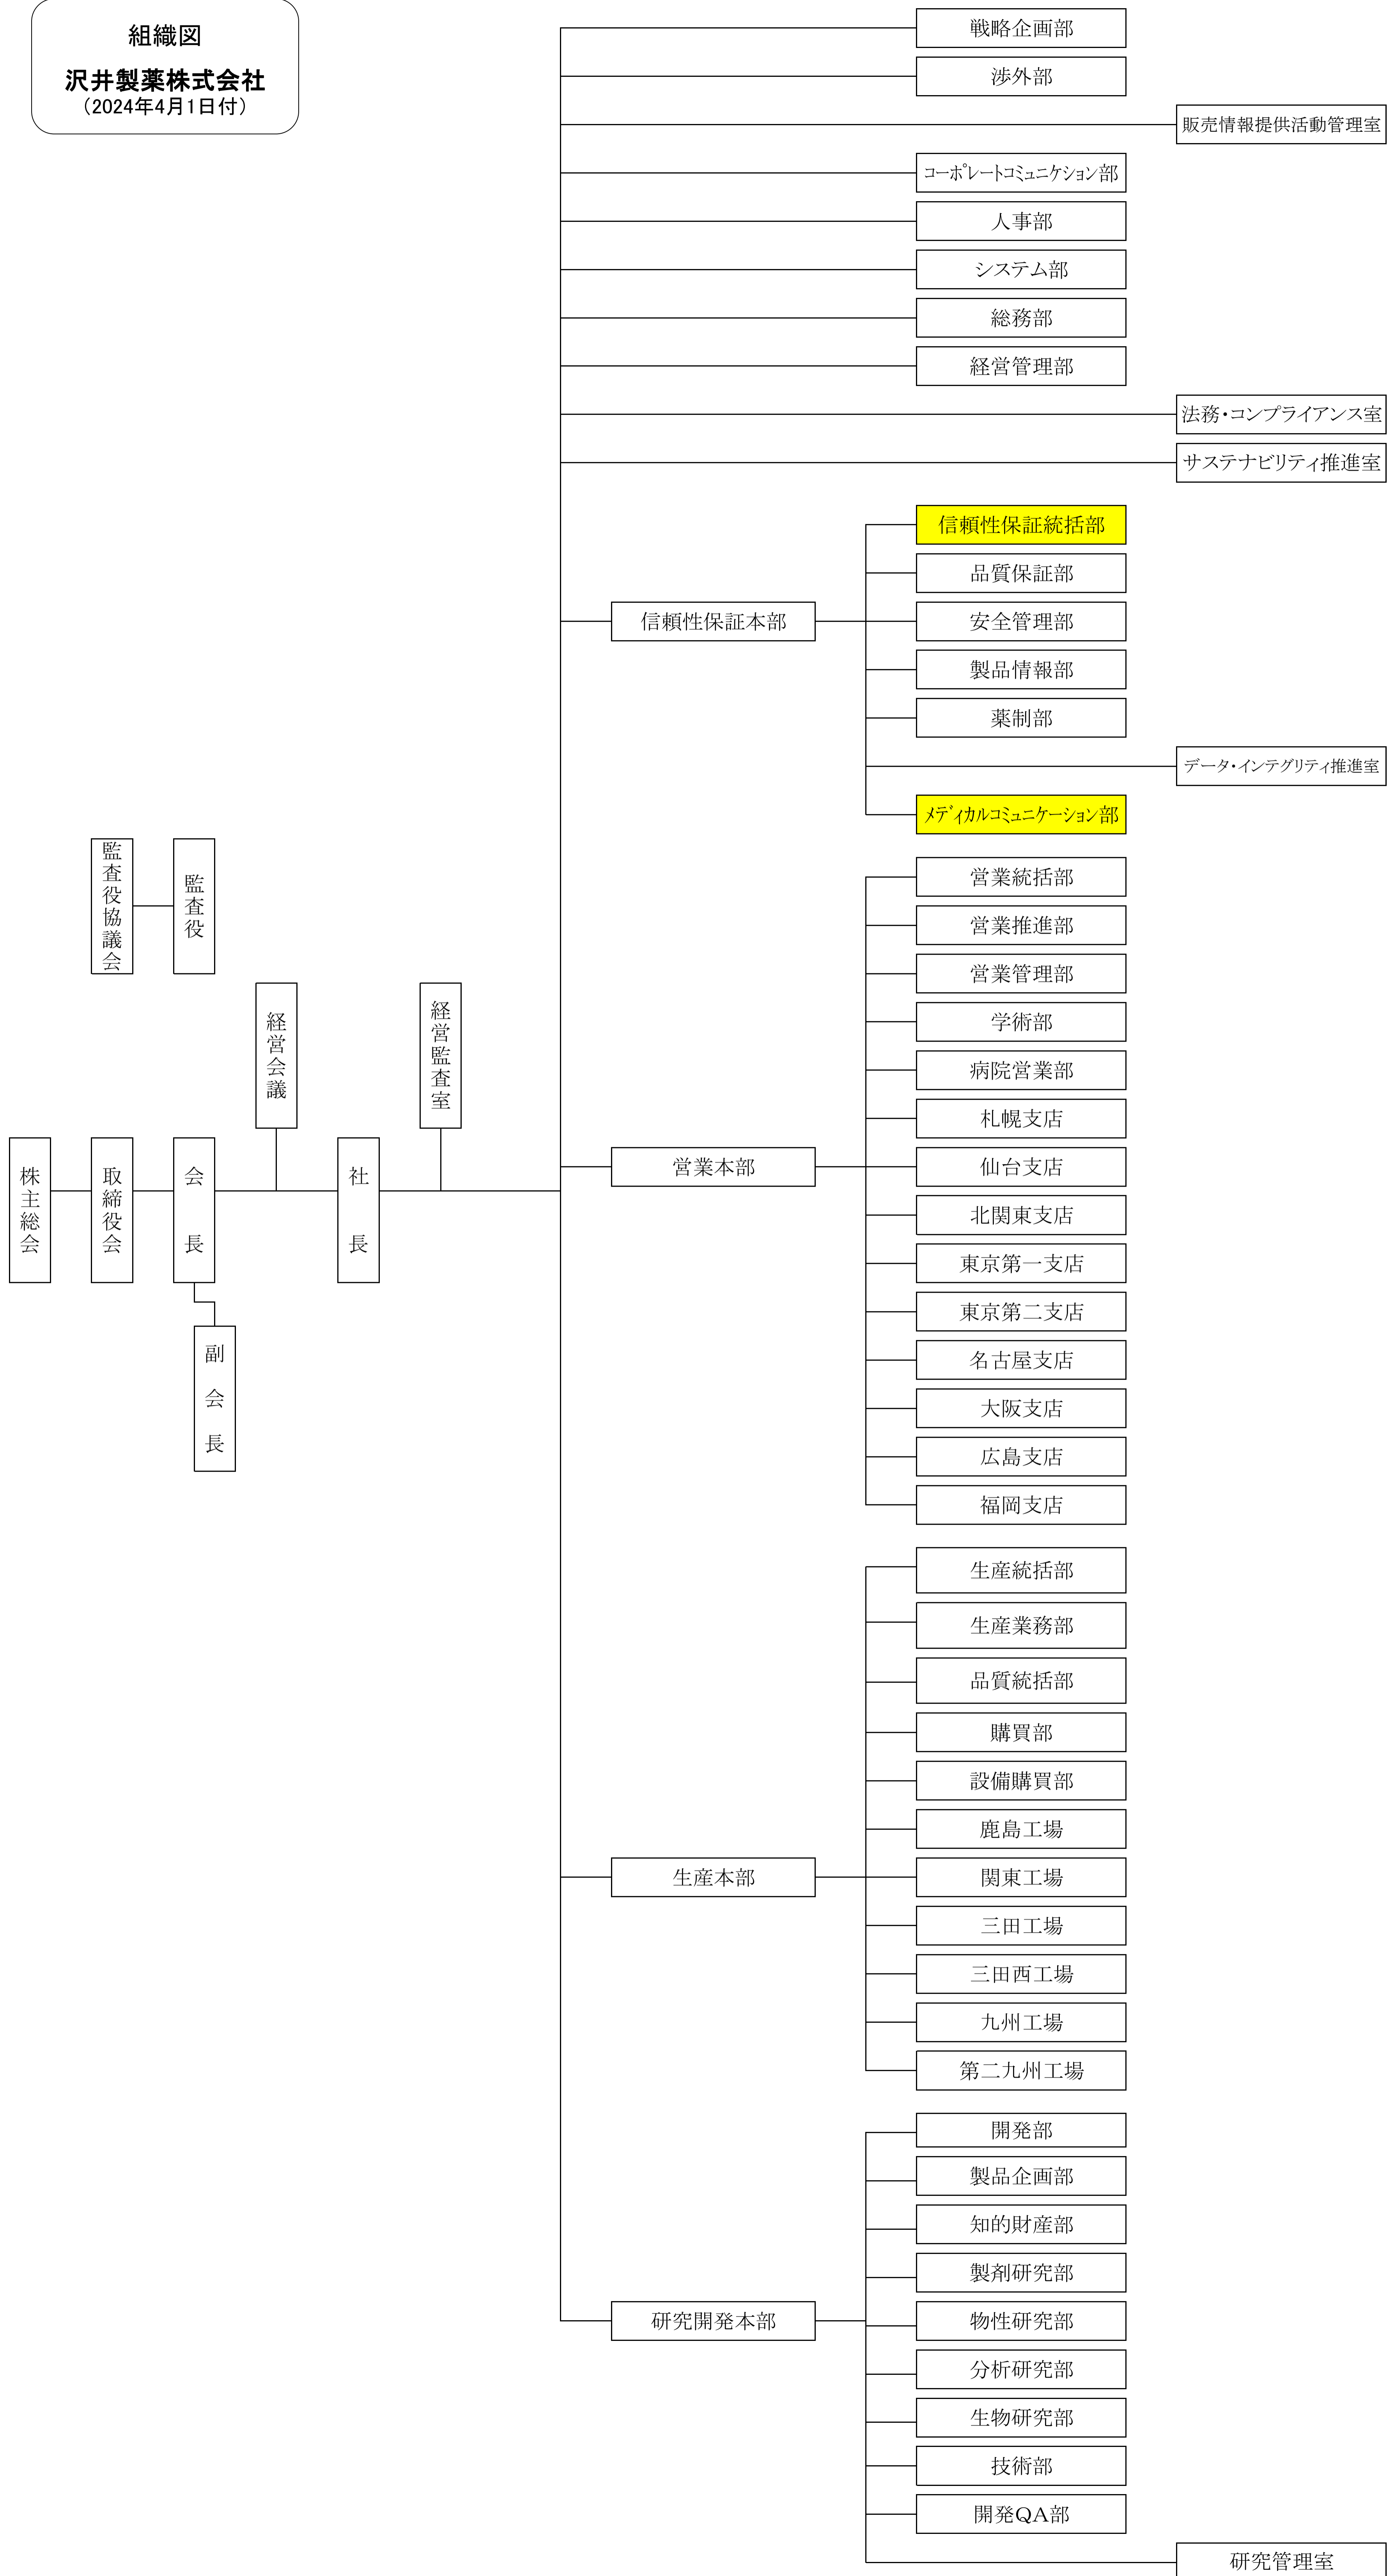 組織図
沢井製薬株式会社
（2024年4月1日付）
戦略企画部
渉外部
販売情報提供活動管理室
コーポレートコミュニケション部
人事部
システム部
総務部
経営管理部
法務・コンプライアンス室
サステナビリティ推進室
信頼性保証統括部
品質保証部
信頼性保証本部
安全管理部
製品情報部
薬制部
データ・インテグリティ推進室
メディカルコミュニケーション部
監査役協議会
監査役
経営会議
経営監査室
株主総会
取締役会
会長
社長
副会長
営業統括部
営業推進部
営業管理部
学術部
病院営業部
札幌支店
営業本部
仙台支店
北関東支店
東京第一支店
東京第二支店
名古屋支店
大阪支店
広島支店
福岡支店
生産統括部
生産業務部
品質統括部
購買部
設備購買部
鹿島工場
生産本部
関東工場
三田工場
三田西工場
九州工場
第二九州工場
開発部
製品企画部
知的財産部
製剤研究部
研究開発本部
物性研究部
分析研究部
生物研究部
技術部
開発QA部
研究管理室